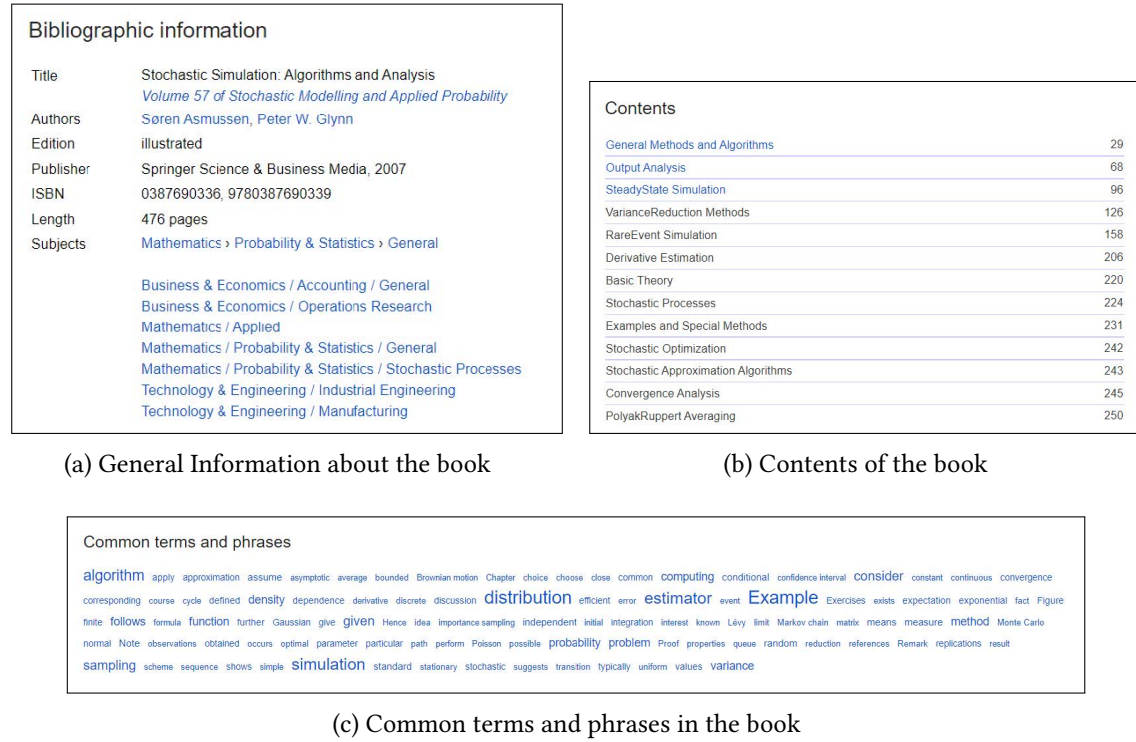 Bibliographic information
Title Stochastic Simulation: Algorithms and Analysis
Volume 57 of Stochastic Modelling and Applied Probability
Authors Søren Asmussen, Peter W. Glynn
Edition illustrated
Publisher Springer Science & Business Media, 2007
ISBN 0387690336, 9780387690339
Length 476 pages
Subjects Mathematics › Probability & Statistics › General
Business & Economics / Accounting / General
Business & Economics / Operations Research
Mathematics / Applied
Mathematics / Probability & Statistics / General
Mathematics / Probability & Statistics / Stochastic Processes
Technology & Engineering / Industrial Engineering
Technology & Engineering / Manufacturing
(a) General Information about the book
Contents
General Methods and Algorithms 29
Output Analysis 68
SteadyState Simulation 96
VarianceReduction Methods 126
RareEvent Simulation 158
Derivative Estimation 206
Basic Theory 220
Stochastic Processes 224
Examples and Special Methods 231
Stochastic Optimization 242
Stochastic Approximation Algorithms 243
Convergence Analysis 245
PolyakRuppert Averaging 250
(b) Contents of the book
Common terms and phrases
algorithm apply approximation assume asymptotic average bounded Brownian motion Chapter choice choose close common computing conditional confidence interval consider constant continuous convergence
corresponding course cycle defined density dependence derivative discrete discussion distribution efficient error estimator event Example Exercises exists expectation exponential fact Figure
finite follows formula function further Gaussian give given Hence idea importance sampling independent initial integration interest known Lévy limit Markov chain matrix means measure method Monte Carlo
normal Note observations obtained occurs optimal parameter particular path perform Poisson possible probability problem Proof properties queue random reduction references Remark replications result
sampling scheme sequence shows simple simulation standard stationary stochastic suggests transition typically uniform values variance
(c) Common terms and phrases in the book